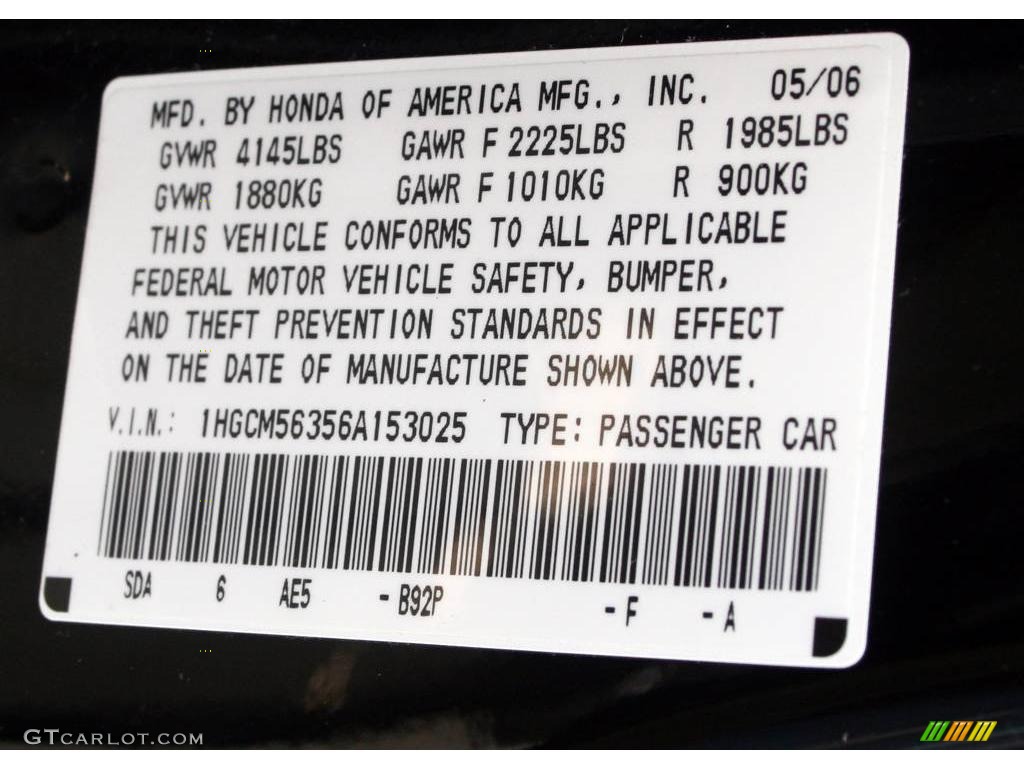 MFD. BY HONDA OF AMERICA MFG., INC. 05/06
GVWR 4145LBS GAWR F 2225LBS R 1985LBS
GVWR 1880KG GAWR F 1010KG R 900KG
THIS VEHICLE CONFORMS TO ALL APPLICABLE
FEDERAL MOTOR VEHICLE SAFETY, BUMPER,
AND THEFT PREVENTION STANDARDS IN EFFECT
ON THE DATE OF MANUFACTURE SHOWN ABOVE.
V.I.N.: 1HGCM56356A153025 TYPE: PASSENGER CAR
SDA 6 AE5 - B92P - F - A
GTCARLOT.COM